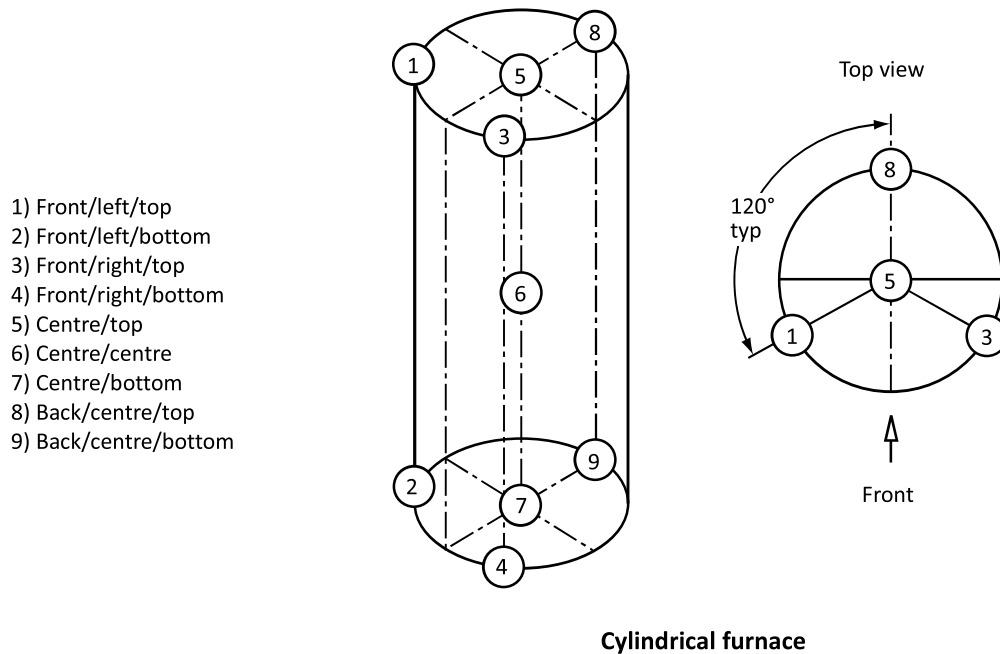 1) Front/left/top
2) Front/left/bottom
3) Front/right/top
4) Front/right/bottom
5) Centre/top
6) Centre/centre
7) Centre/bottom
8) Back/centre/top
9) Back/centre/bottom
8
1
5
3
6
9
2
7
4
Top view
8
120°
typ
5
1
3
Front
Cylindrical furnace